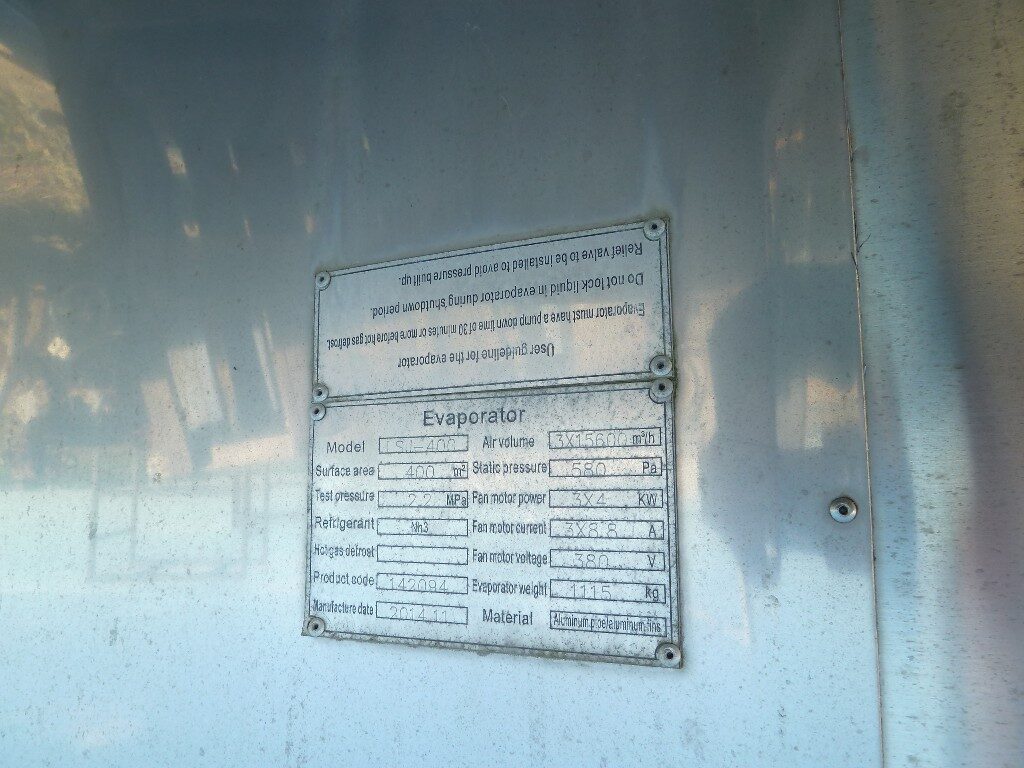 User guideline for the evaporator
Evaporator must have a pump down time of 30 minutes or more before hot gas defrost.
Do not lock liquid in evaporator during shutdown period.
Relief valve to be installed to avoid pressure built up.
Evaporator
Model Air volume 3X15600 m³/h
Surface area 400 m² Static pressure 580 Pa
Test pressure 2.2 MPa Fan motor power 3X4 KW
Refrigerant Nh3 Fan motor current 3X8.8 A
Hot gas defrost Fan motor voltage 380 V
Product code 142094 Evaporator weight 1115 kg
Manufacture date 2014.11 Material Aluminum pipe/aluminum fins